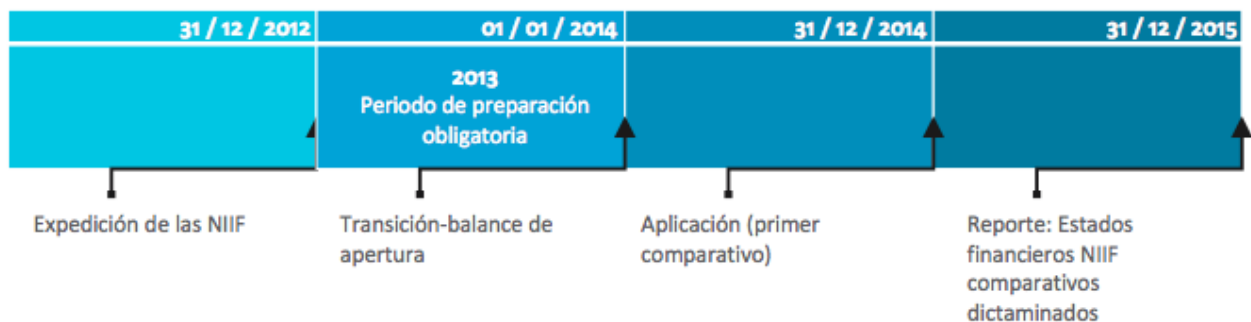 31 / 12 / 2012
01 / 01 / 2014
31 / 12 / 2014
31 / 12 / 2015
2013
Periodo de preparación
obligatoria
Expedición de las NIIF
Transición-balance de
apertura
Aplicación (primer
comparativo)
Reporte: Estados
financieros NIIF
comparativos
dictaminados